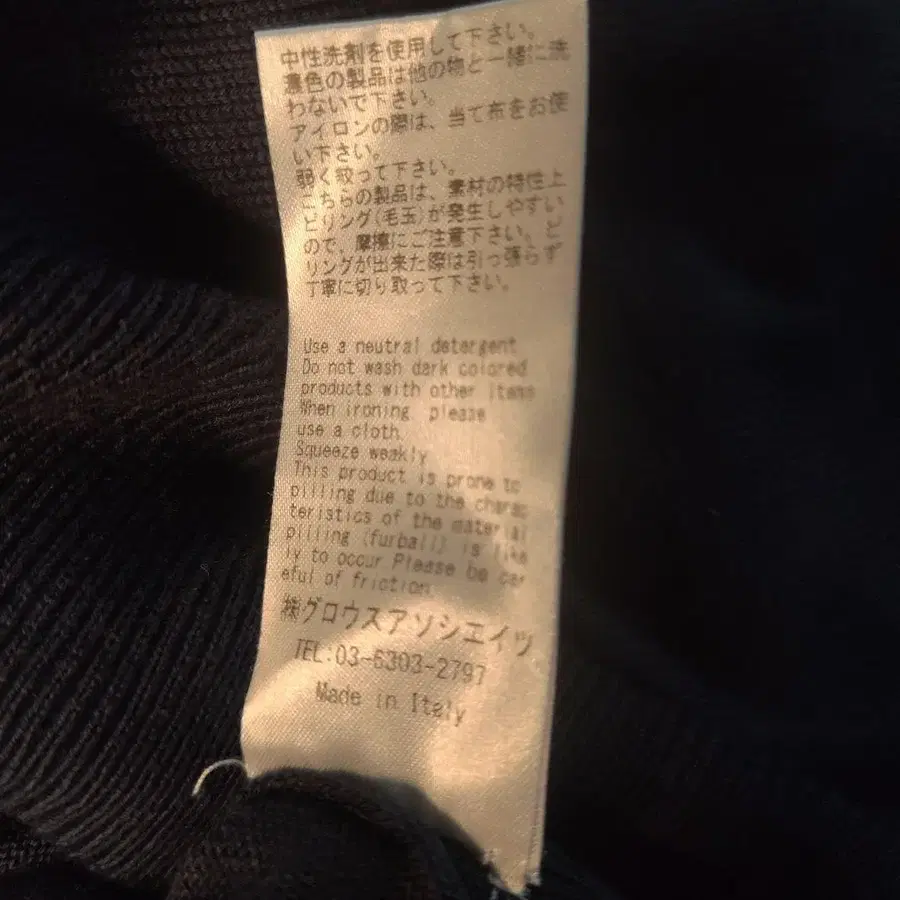 中性洗剤を使用して下さい。
濃色の製品は他の物と一緒に洗
わないで下さい。
アイロンの際は、当て布をお使
い下さい。
弱く絞って下さい。
こちらの製品は、素材の特性上
ピリング(毛玉)が発生しやすい
ので、摩擦にご注意下さい。ピ
リングが出来た際は引っ張らず
丁寧に切り取って下さい。
Use a neutral detergent
Do not wash dark colored
products with other items
When ironing, please
use a cloth.
Squeeze weakly
This product is prone to
pilling due to the charac
teristics of the material
pilling (furball) is like
ly to occur Please be car
eful of friction.
㈱グロウスアソシエイツ
TEL:03-6303-2797
Made in Italy